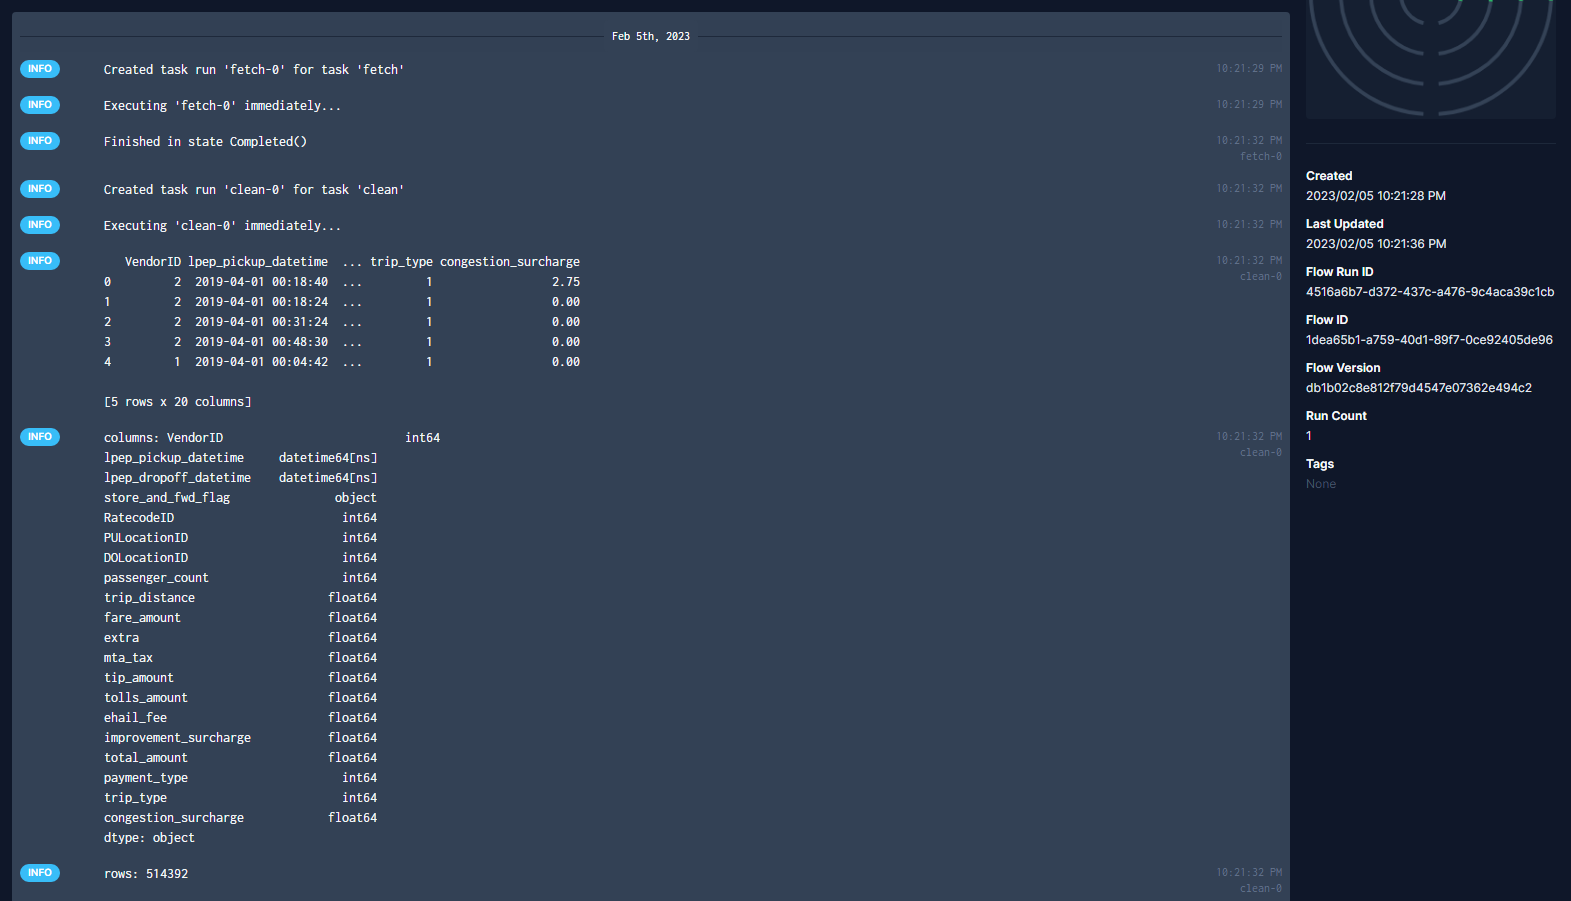 Feb 5th, 2023
INFO Created task run 'fetch-0' for task 'fetch' 10:21:29 PM
INFO Executing 'fetch-0' immediately... 10:21:29 PM
INFO Finished in state Completed() 10:21:32 PM
fetch-0
INFO Created task run 'clean-0' for task 'clean' 10:21:32 PM
INFO Executing 'clean-0' immediately... 10:21:32 PM
INFO VendorID lpep_pickup_datetime ... trip_type congestion_surcharge 10:21:32 PM
clean-0
0 2 2019-04-01 00:18:40 ... 1 2.75
1 2 2019-04-01 00:18:24 ... 1 0.00
2 2 2019-04-01 00:31:24 ... 1 0.00
3 2 2019-04-01 00:48:30 ... 1 0.00
4 1 2019-04-01 00:04:42 ... 1 0.00
[5 rows x 20 columns]
INFO columns: VendorID int64 10:21:32 PM
clean-0
lpep_pickup_datetime datetime64[ns]
lpep_dropoff_datetime datetime64[ns]
store_and_fwd_flag object
RatecodeID int64
PULocationID int64
DOLocationID int64
passenger_count int64
trip_distance float64
fare_amount float64
extra float64
mta_tax float64
tip_amount float64
tolls_amount float64
ehail_fee float64
improvement_surcharge float64
total_amount float64
payment_type int64
trip_type int64
congestion_surcharge float64
dtype: object
INFO rows: 514392 10:21:32 PM
clean-0
Created
2023/02/05 10:21:28 PM
Last Updated
2023/02/05 10:21:36 PM
Flow Run ID
4516a6b7-d372-437c-a476-9c4aca39c1cb
Flow ID
1dea65b1-a759-40d1-89f7-0ce92405de96
Flow Version
db1b02c8e812f79d4547e07362e494c2
Run Count
1
Tags
None